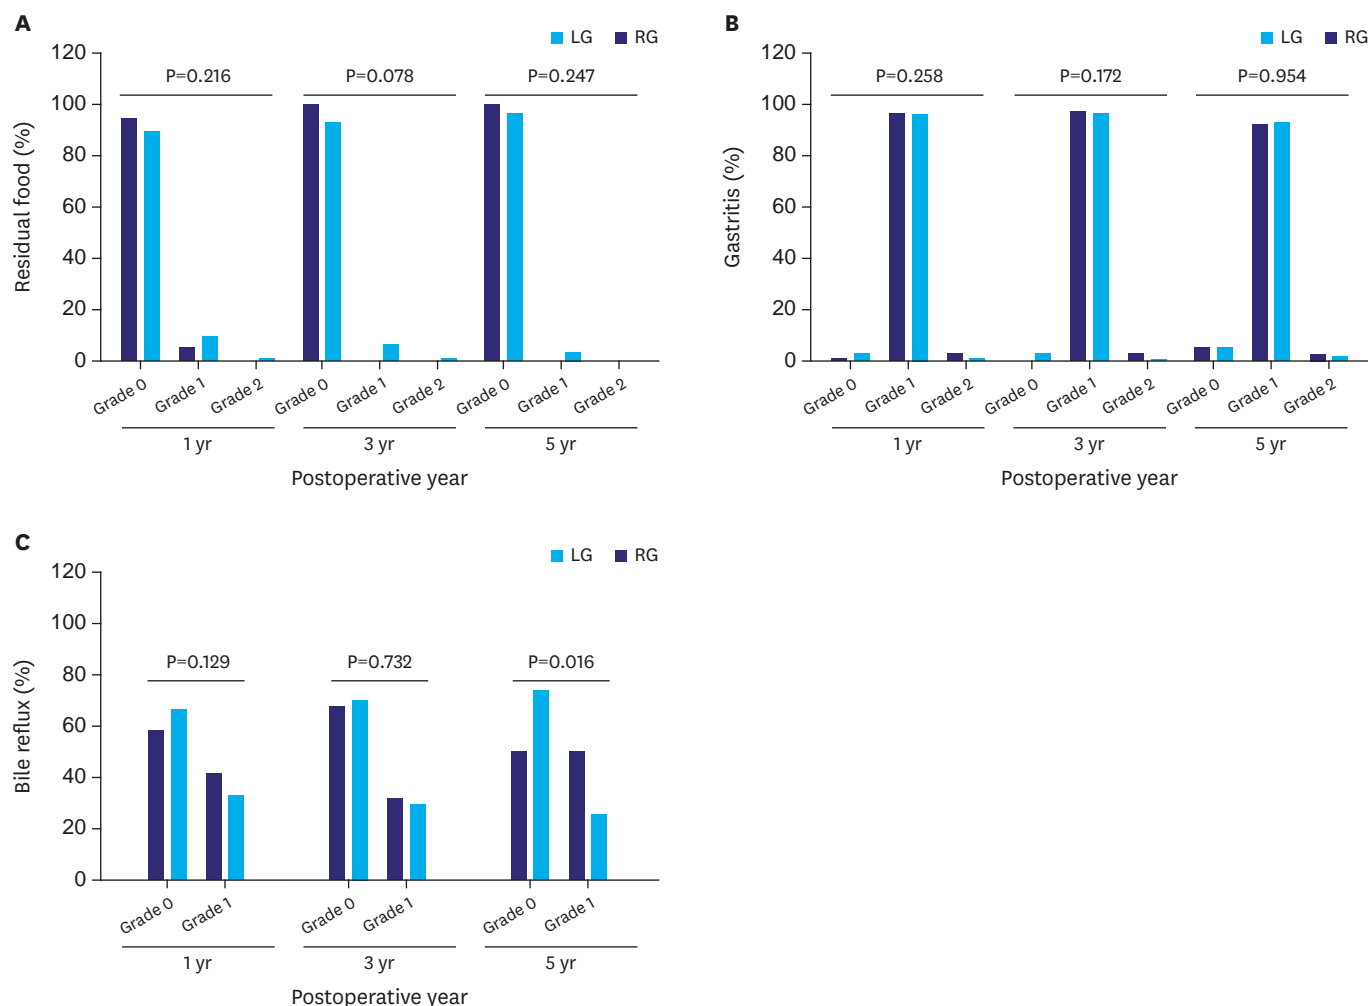 A
LG RG
120
P=0.216 P=0.078 P=0.247
100
80
60
40
20
0
Residual food (%)
Grade 0 Grade 1 Grade 2 Grade 0 Grade 1 Grade 2 Grade 0 Grade 1 Grade 2
1 yr 3 yr 5 yr
Postoperative year
B
LG RG
120
P=0.258 P=0.172 P=0.954
100
80
60
40
20
0
Gastritis (%)
Grade 0 Grade 1 Grade 2 Grade 0 Grade 1 Grade 2 Grade 0 Grade 1 Grade 2
1 yr 3 yr 5 yr
Postoperative year
C
LG RG
120
100
80
P=0.129 P=0.732 P=0.016
60
40
20
0
Bile reflux (%)
Grade 0 Grade 1 Grade 0 Grade 1 Grade 0 Grade 1
1 yr 3 yr 5 yr
Postoperative year